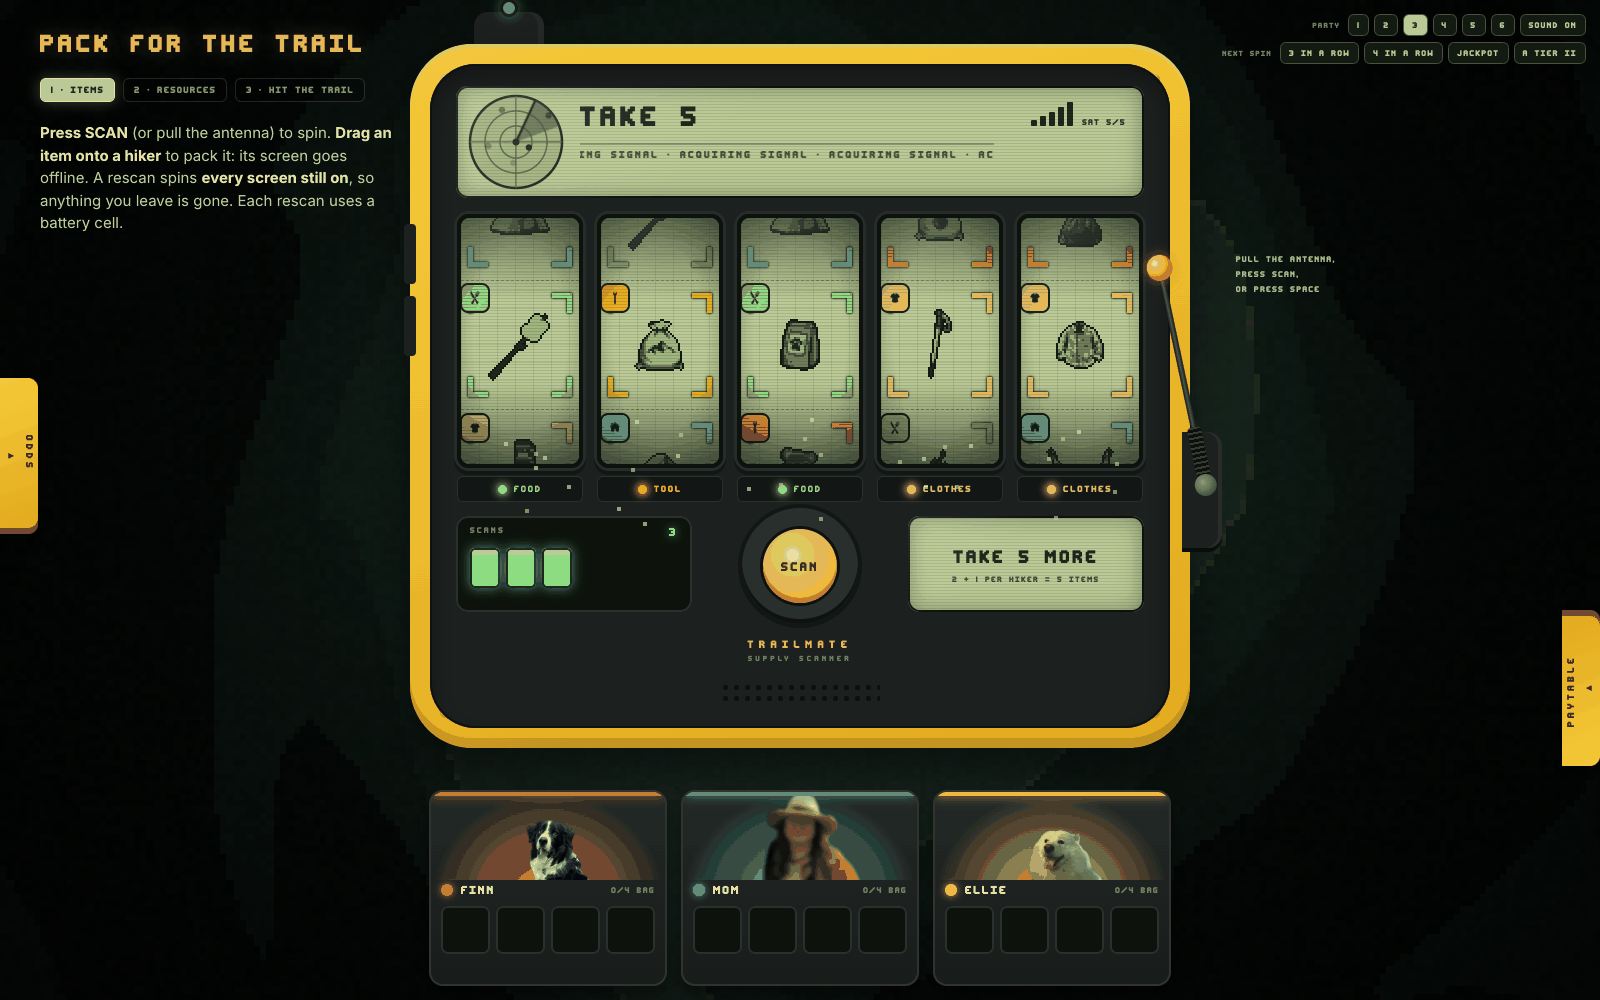 PACK FOR THE TRAIL
1 · ITEMS
2 · RESOURCES
3 · HIT THE TRAIL
Press SCAN (or pull the antenna) to spin. Drag an
item onto a hiker to pack it: its screen goes
offline. A rescan spins every screen still on, so
anything you leave is gone. Each rescan uses a
battery cell.
PARTY
1
2
3
4
5
6
SOUND ON
NEXT SPIN
3 IN A ROW
4 IN A ROW
JACKPOT
A TIER II
TAKE 5
SAT 5/5
ING SIGNAL · ACQUIRING SIGNAL · ACQUIRING SIGNAL · AC
PULL THE ANTENNA,
PRESS SCAN,
OR PRESS SPACE
FOOD
TOOL
FOOD
CLOTHES
CLOTHES
SCANS
3
SCAN
TAKE 5 MORE
2 + 1 PER HIKER = 5 ITEMS
TRAILMATE
SUPPLY SCANNER
ODDS
PAYTABLE
FINN
0/4 BAG
MOM
0/4 BAG
ELLIE
0/4 BAG